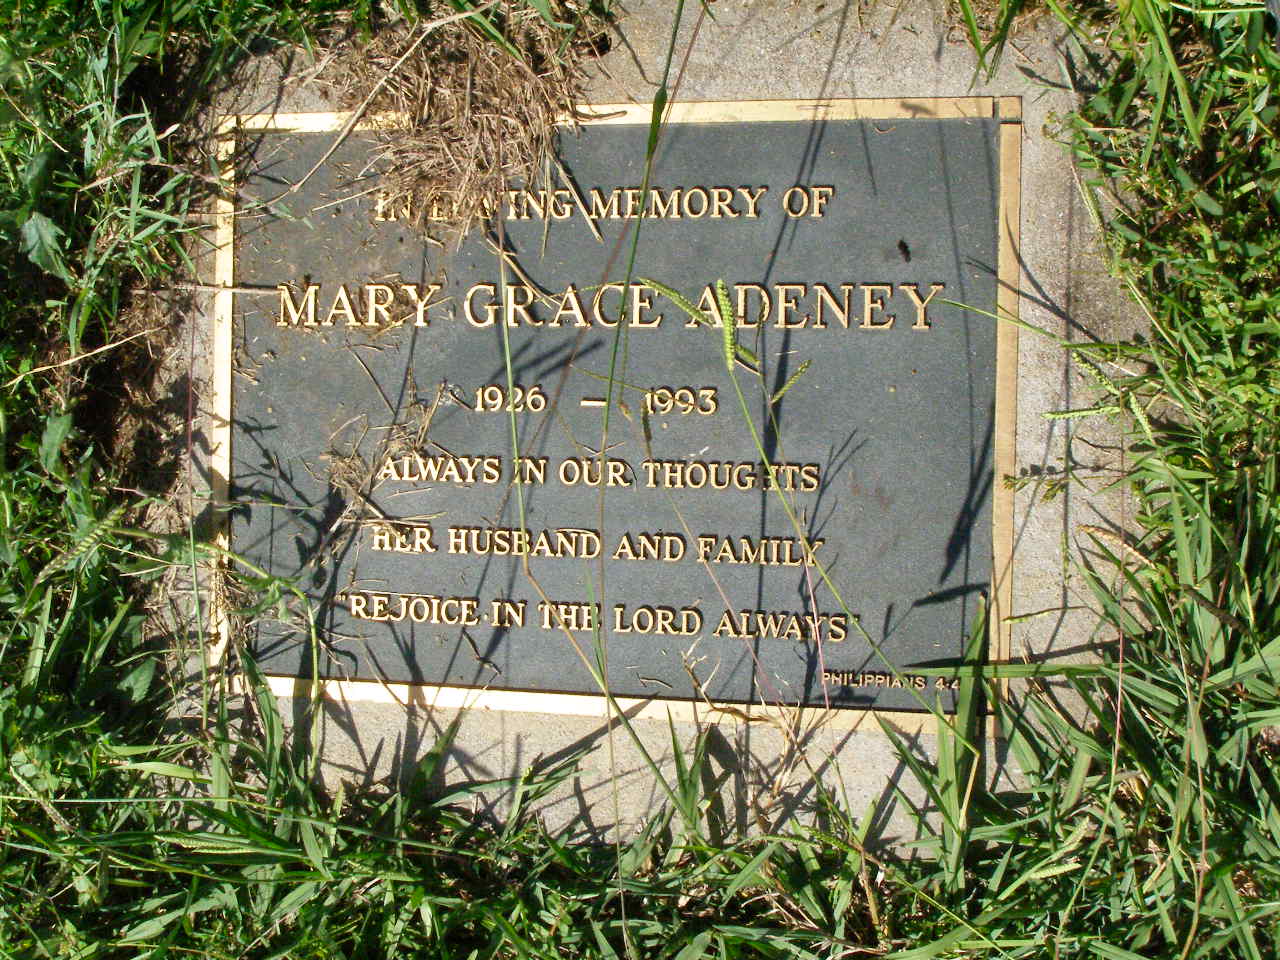 IN LOVING MEMORY OF
MARY GRACE ADENEY
1926 – 1993
ALWAYS IN OUR THOUGHTS
HER HUSBAND AND FAMILY
"REJOICE IN THE LORD ALWAYS"
PHILIPPIANS 4.4